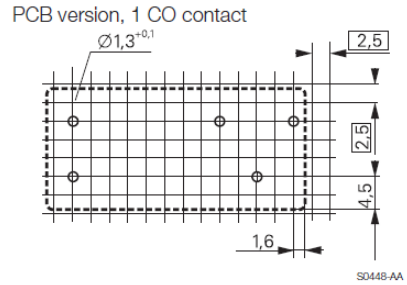 PCB version, 1 CO contact
Ø1,3+0,1
2,5
2,5
4,5
1,6
S0448-AA